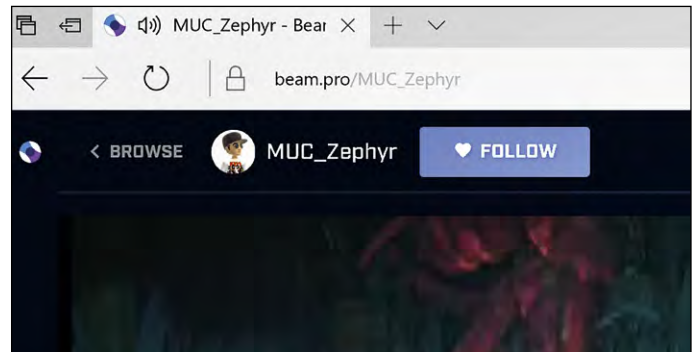 MUC_Zephyr - Bear
beam.pro/MUC_Zephyr
BROWSE MUC_Zephyr FOLLOW